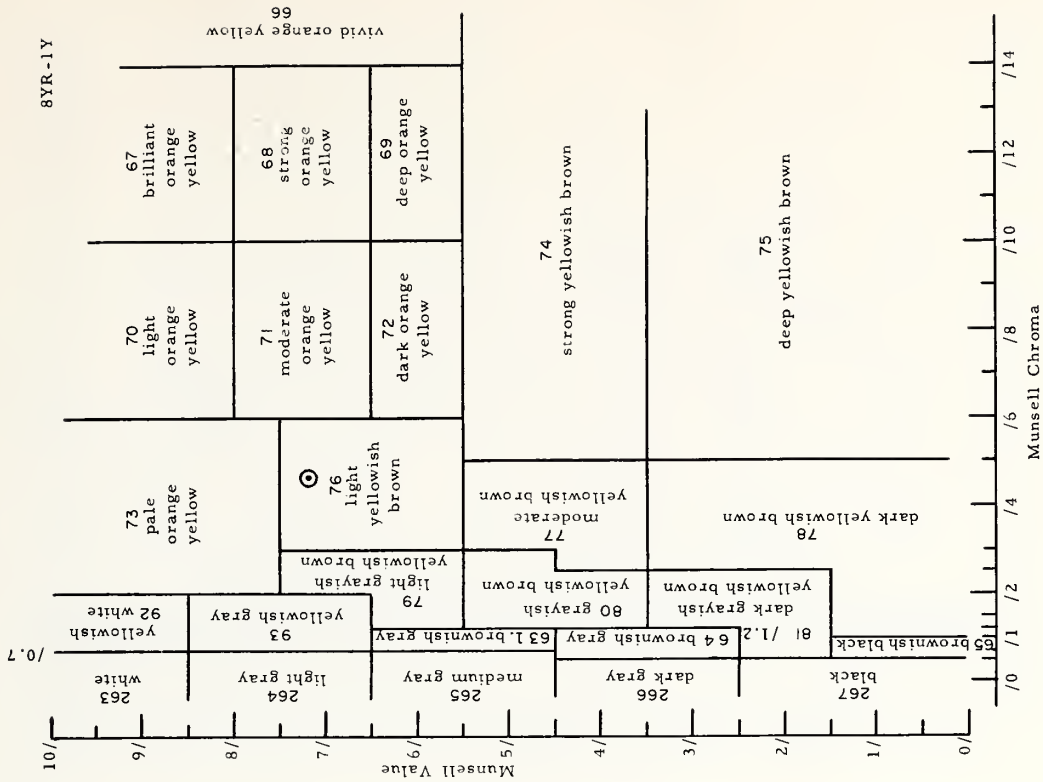 8YR-1Y
vivid orange yellow
66
67
brilliant
orange
yellow
68
strong
orange
yellow
69
deep orange
yellow
70
light
orange
yellow
71
moderate
orange
yellow
72
dark orange
yellow
73
pale
orange
yellow
74
strong yellowish brown
75
deep yellowish brown
76
light
yellowish
brown
77
moderate
yellowish brown
78
dark yellowish brown
79
light grayish
yellowish brown
80 grayish
yellowish brown
81 /1.2
dark grayish
yellowish brown
92 white
yellowish
93
yellowish gray
63 l. brownish gray
64 brownish gray
65 brownish black
/0.7
263
white
264
light gray
265
medium gray
266
dark gray
267
black
10/
9/
8/
7/
6/
5/
4/
3/
2/
1/
0/
Munsell Value
/0
/1
/2
/4
/6
/8
/10
/12
/14
Munsell Chroma